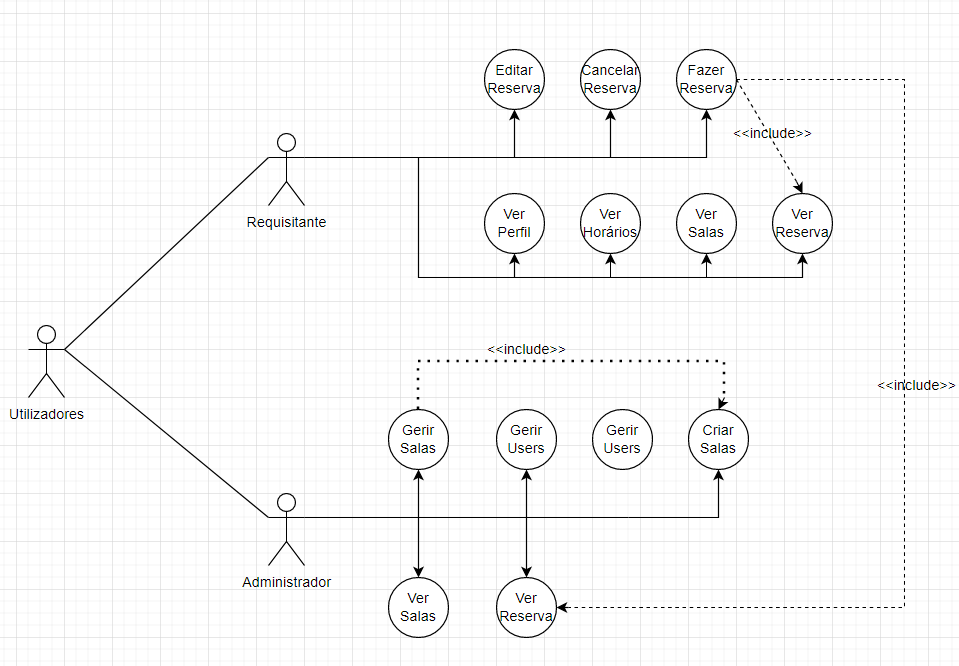 Editar
Reserva
Cancelar
Reserva
Fazer
Reserva
<<include>>
Requisitante
Ver
Perfil
Ver
Horários
Ver
Salas
Ver
Reserva
Utilizadores
<<include>>
<<include>>
Gerir
Salas
Gerir
Users
Gerir
Users
Criar
Salas
Administrador
Ver
Salas
Ver
Reserva